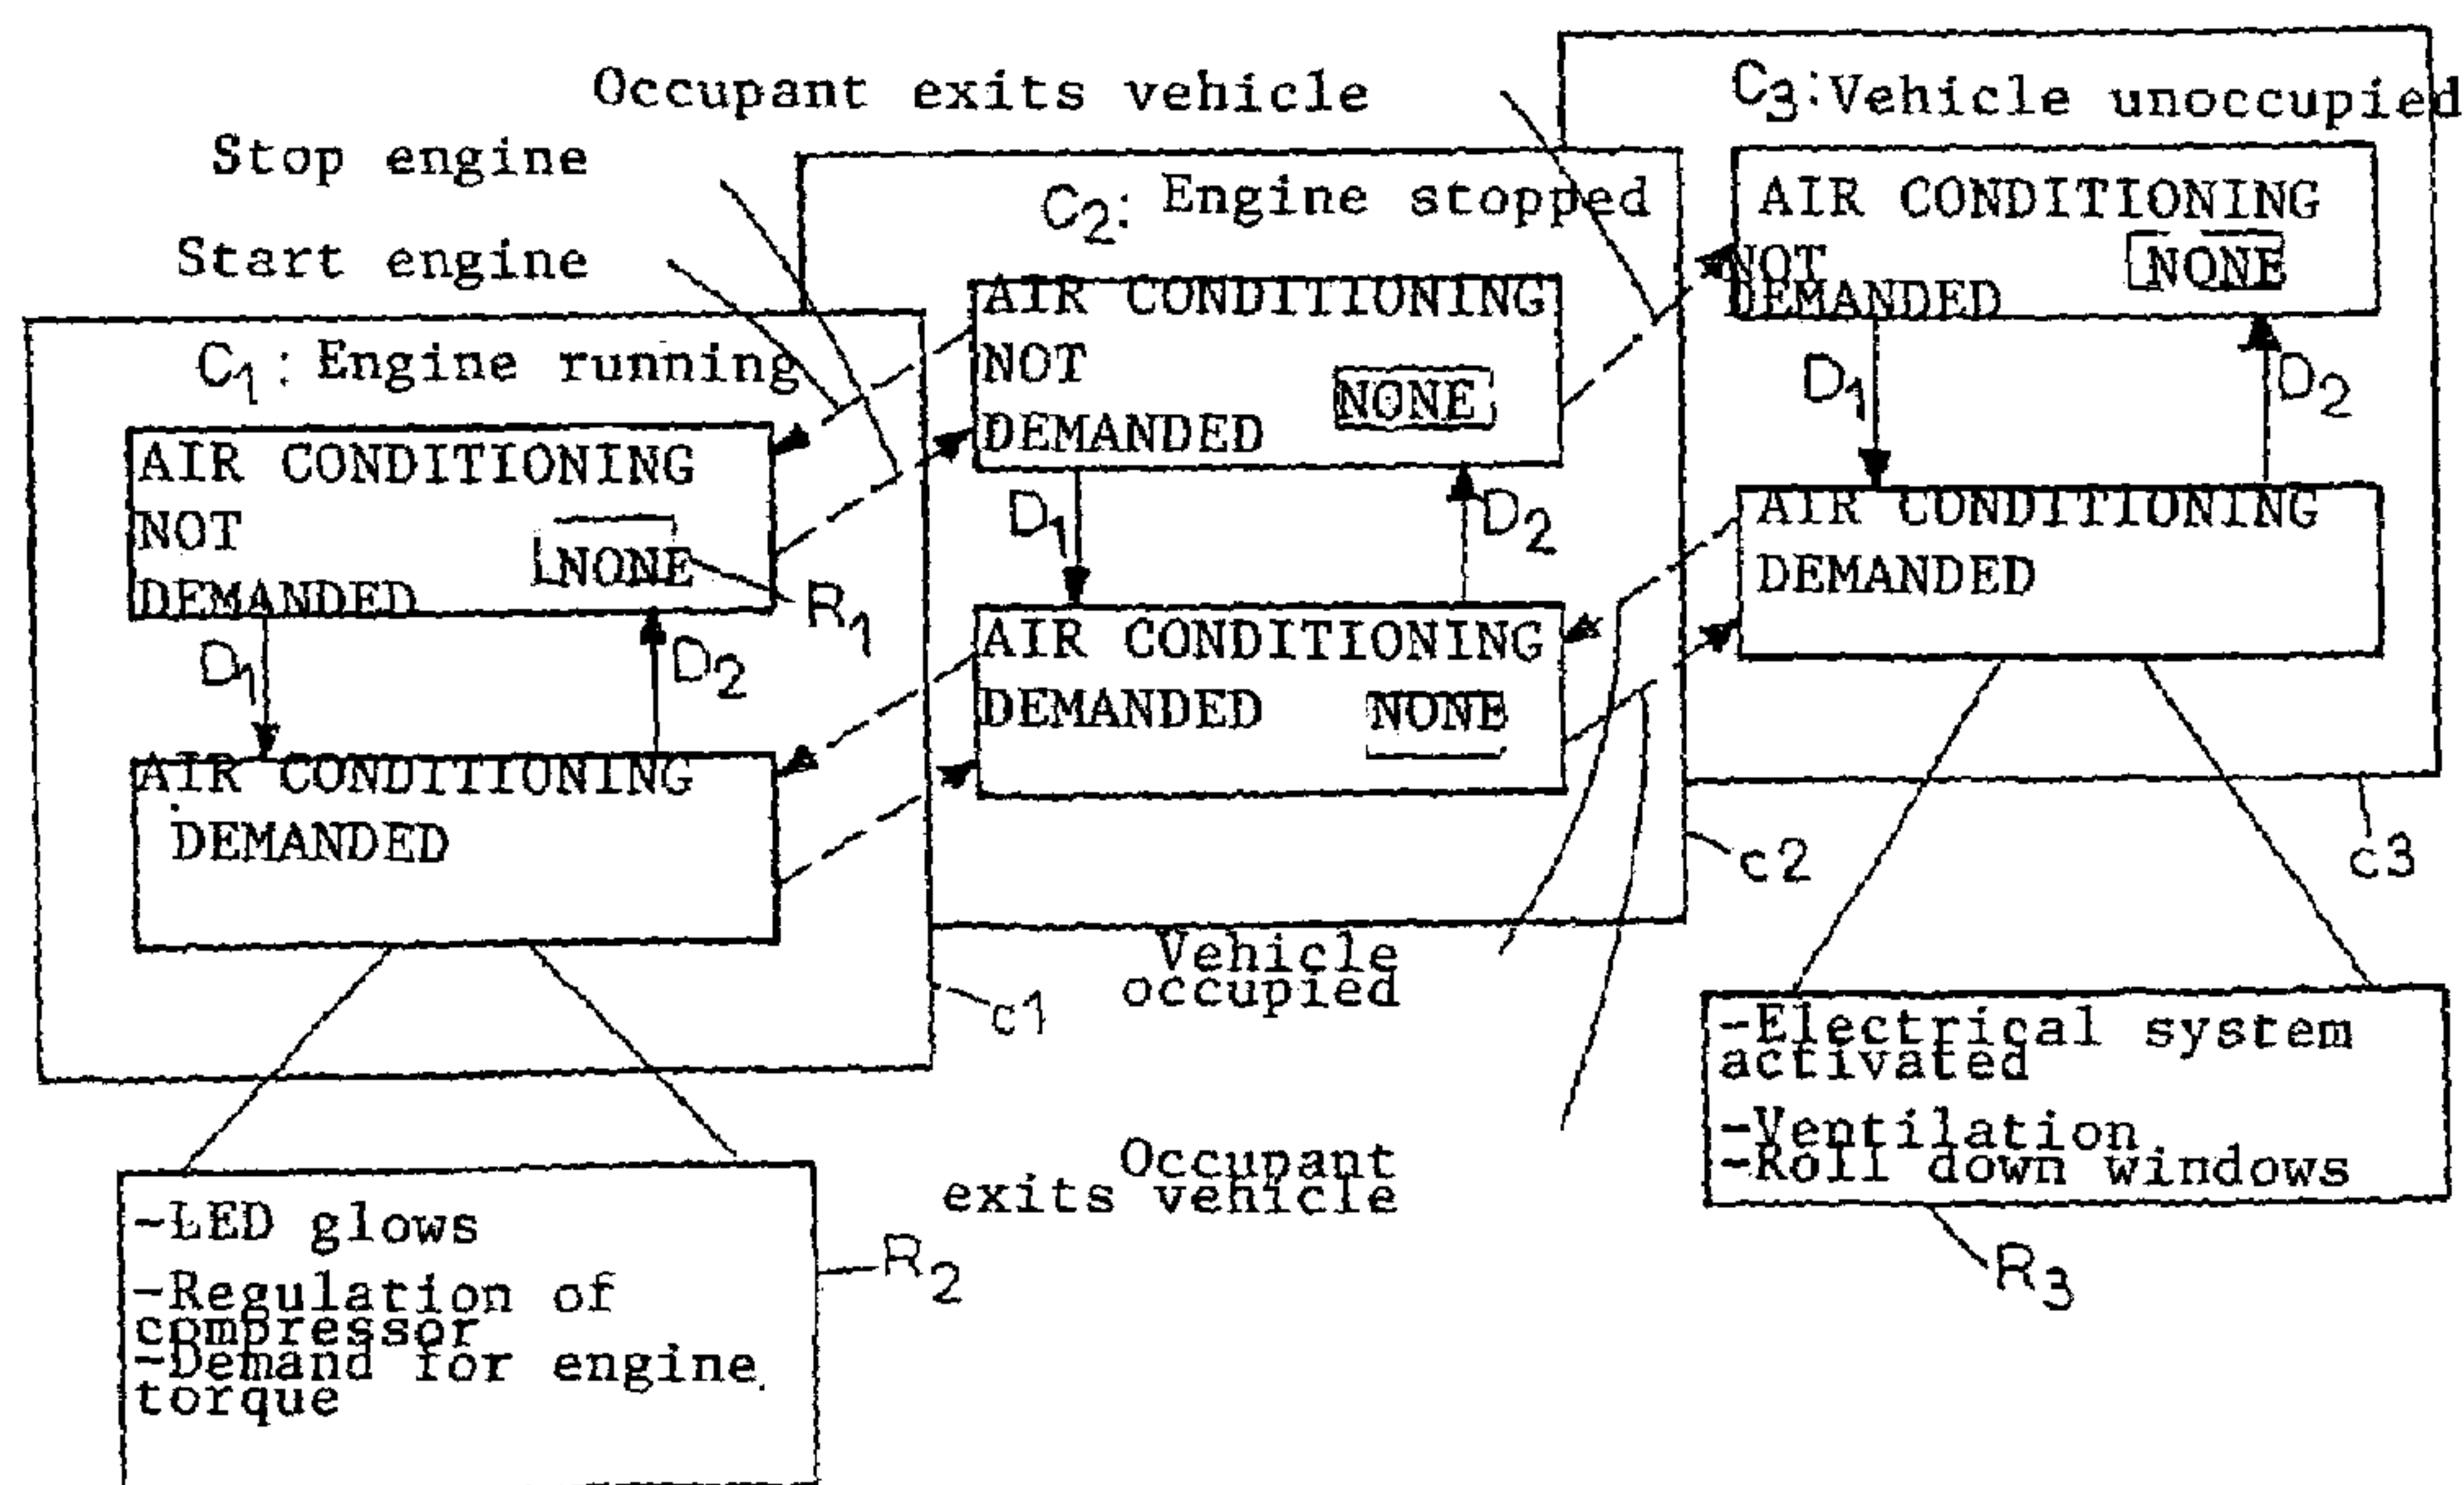 Occupant exits vehicle
Stop engine
Start engine
C3: Vehicle unoccupied
AIR CONDITIONING
NOT
NONE
DEMANDED
D1
D2
AIR CONDITIONING
DEMANDED
c3
C2: Engine stopped
AIR CONDITIONING
NOT
NONE
DEMANDED
D1
D2
AIR CONDITIONING
DEMANDED NONE
c2
C1: Engine running
AIR CONDITIONING
NOT
NONE
DEMANDED
R1
D1
D2
AIR CONDITIONING
DEMANDED
c1
Vehicle
occupied
Occupant
exits vehicle
-LED glows
-Regulation of
compressor
-Demand for engine
torque
R2
-Electrical system
activated
-Ventilation
-Roll down windows
R3